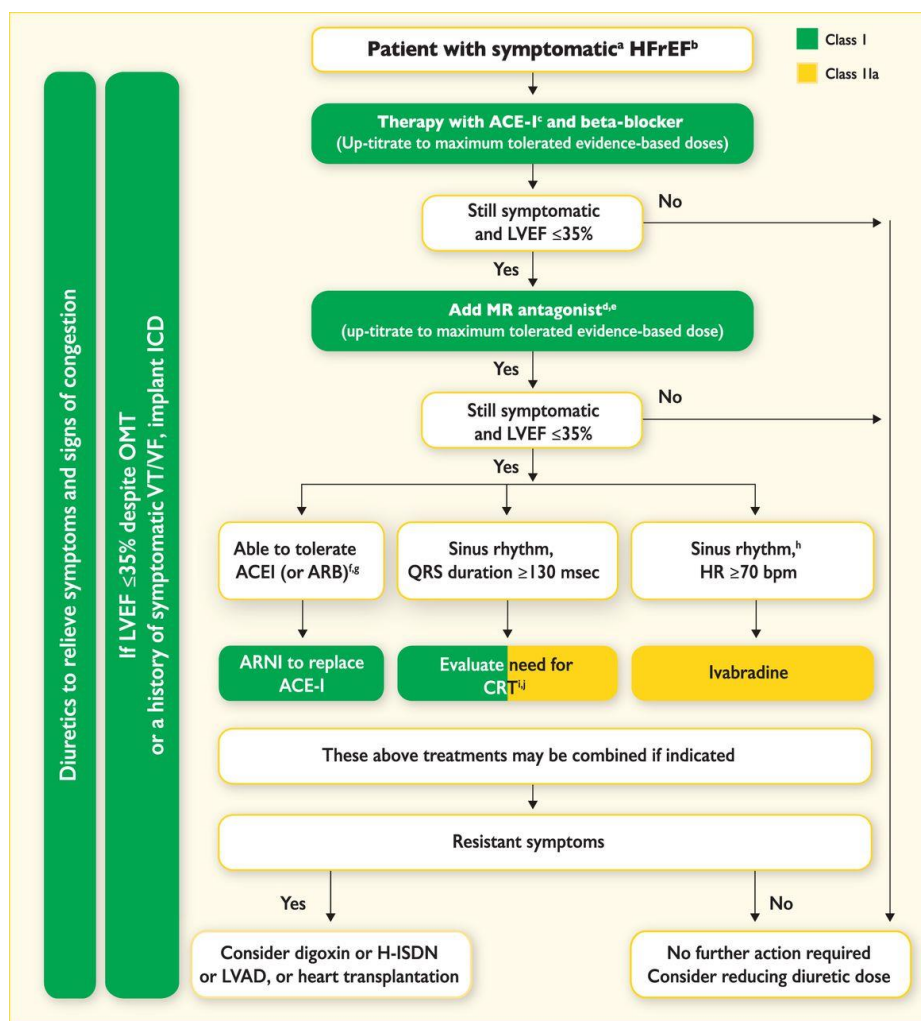 Patient with symptomaticᵃ HFrEFᵇ
Class I
Class IIa
Diuretics to relieve symptoms and signs of congestion
If LVEF ≤35% despite OMT
or a history of symptomatic VT/VF, implant ICD
Therapy with ACE-Iᶜ and beta-blocker
(Up-titrate to maximum tolerated evidence-based doses)
Still symptomatic
and LVEF ≤35%
No
Yes
Add MR antagonistᵈ,ᵉ
(up-titrate to maximum tolerated evidence-based dose)
Yes
Still symptomatic
and LVEF ≤35%
No
Yes
Able to tolerate
ACEI (or ARB)ᶠ,ᵍ
Sinus rhythm,
QRS duration ≥130 msec
Sinus rhythm,ʰ
HR ≥70 bpm
ARNI to replace
ACE-I
Evaluate need for
CRTⁱ,ʲ
Ivabradine
These above treatments may be combined if indicated
Resistant symptoms
Yes
No
Consider digoxin or H-ISDN
or LVAD, or heart transplantation
No further action required
Consider reducing diuretic dose